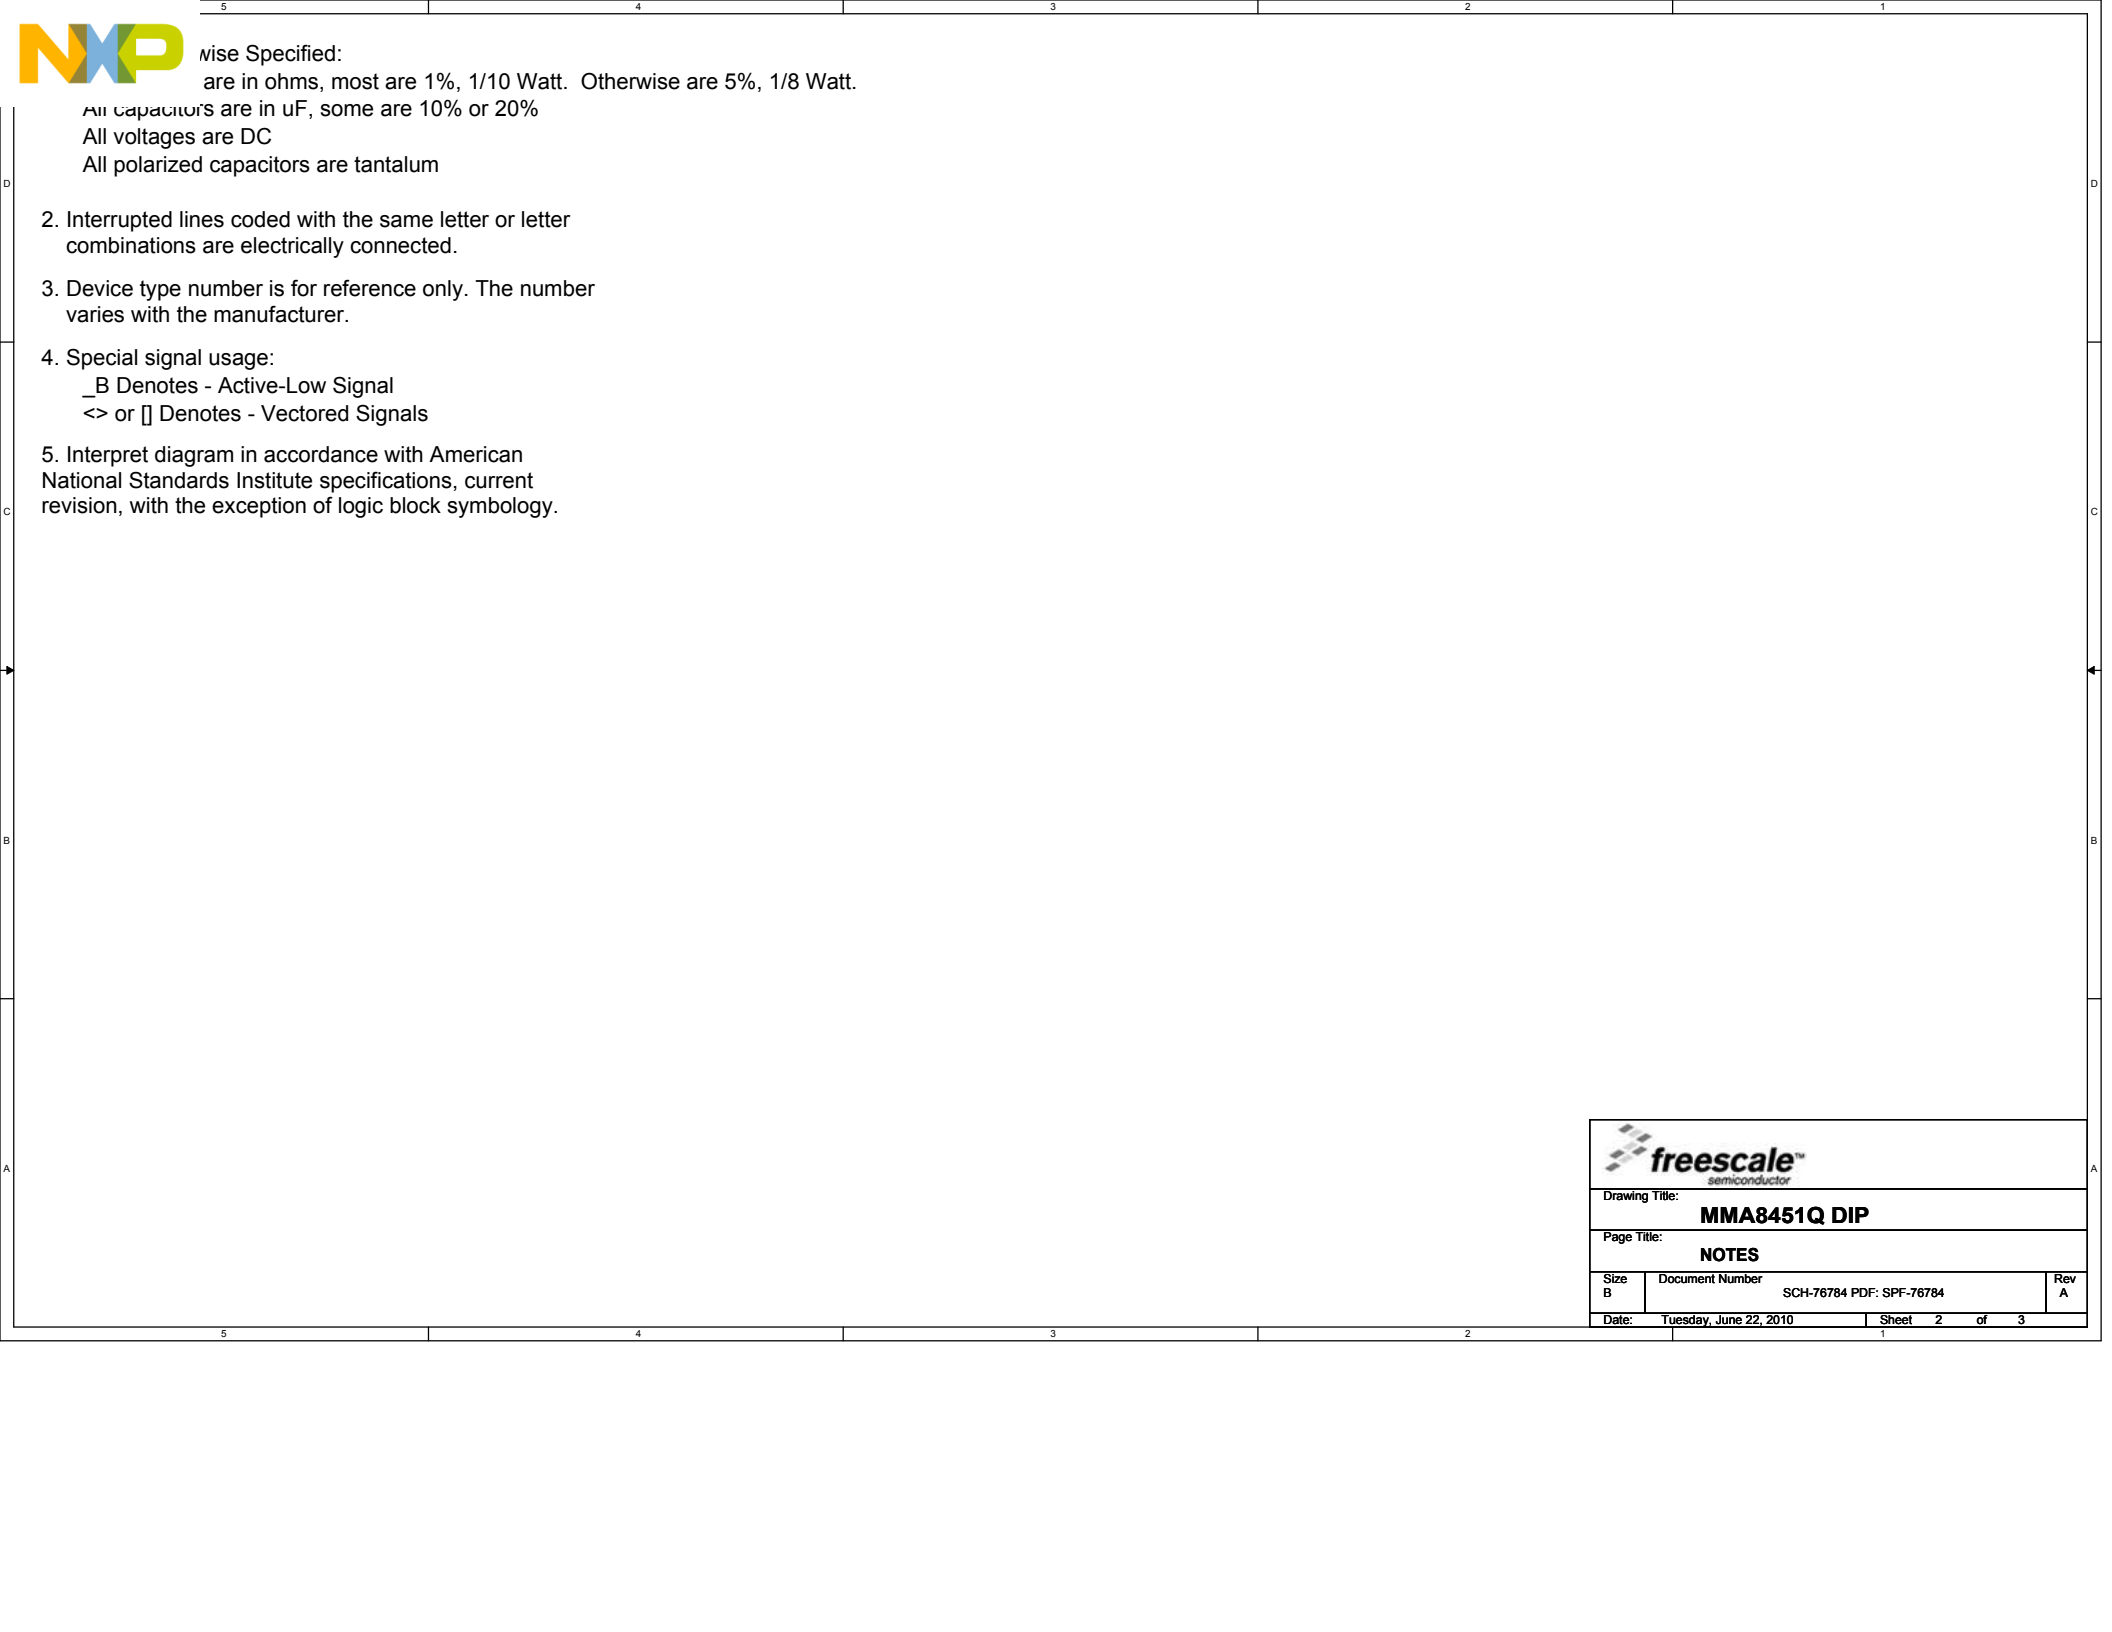 5 4 3 2 1
NXP
wise Specified:
are in ohms, most are 1%, 1/10 Watt.  Otherwise are 5%, 1/8 Watt.
All capacitors are in uF, some are 10% or 20%
All voltages are DC
All polarized capacitors are tantalum
D D
2. Interrupted lines coded with the same letter or letter
combinations are electrically connected.
3. Device type number is for reference only. The number
varies with the manufacturer.
4. Special signal usage:
_B Denotes - Active-Low Signal
<> or [] Denotes - Vectored Signals
5. Interpret diagram in accordance with American
National Standards Institute specifications, current
revision, with the exception of logic block symbology.
C C
B B
A A
freescale™
semiconductor
Drawing Title:
MMA8451Q DIP
Page Title:
NOTES
Size Document Number Rev
B SCH-76784 PDF: SPF-76784 A
Date: Tuesday, June 22, 2010 Sheet 2 of 3
5 4 3 2 1